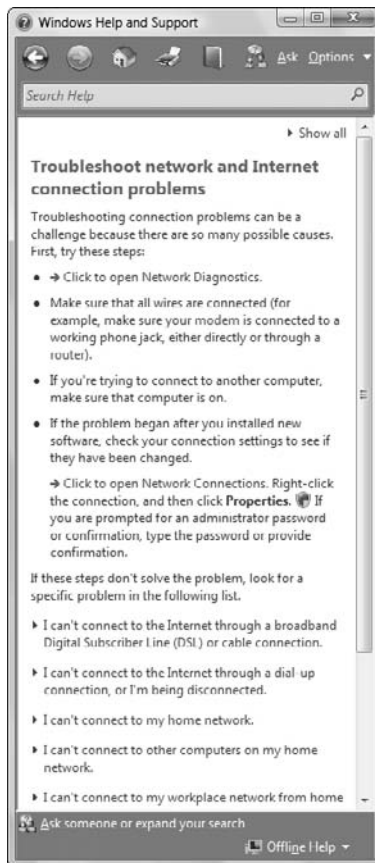 Windows Help and Support
Ask Options
Search Help
Show all
Troubleshoot network and Internet
connection problems
Troubleshooting connection problems can be a
challenge because there are so many possible causes.
First, try these steps:
• → Click to open Network Diagnostics.
• Make sure that all wires are connected (for
example, make sure your modem is connected to a
working phone jack, either directly or through a
router).
• If you're trying to connect to another computer,
make sure that computer is on.
• If the problem began after you installed new
software, check your connection settings to see if
they have been changed.
→ Click to open Network Connections. Right-click
the connection, and then click Properties. If
you are prompted for an administrator password
or confirmation, type the password or provide
confirmation.
If these steps don't solve the problem, look for a
specific problem in the following list.
I can't connect to the Internet through a broadband
Digital Subscriber Line (DSL) or cable connection.
I can't connect to the Internet through a dial-up
connection, or I'm being disconnected.
I can't connect to my home network.
I can't connect to other computers on my home
network.
I can't connect to my workplace network from home
Ask someone or expand your search
Offline Help